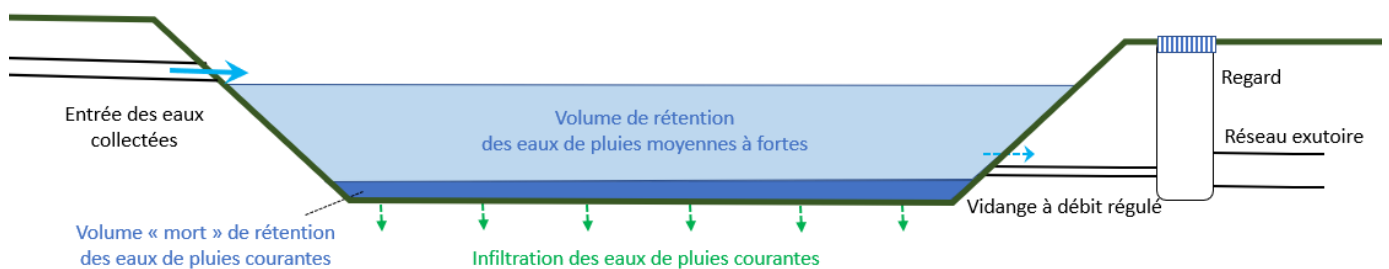 Entrée des eaux
collectées
Volume de rétention
des eaux de pluies moyennes à fortes
Regard
Réseau exutoire
Vidange à débit régulé
Volume « mort » de rétention
des eaux de pluies courantes
Infiltration des eaux de pluies courantes